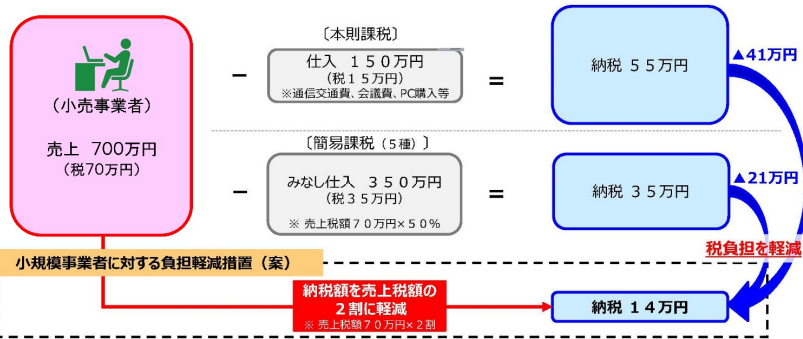 (小売事業者)
売上 700万円
(税70万円)
〔本則課税〕
−
仕入 150万円
(税15万円)
※通信交通費、会議費、PC購入等
=
納税 55万円
▲41万円
〔簡易課税(5種)〕
−
みなし仕入 350万円
(税35万円)
※ 売上税額70万円×50%
=
納税 35万円
▲21万円
税負担を軽減
小規模事業者に対する負担軽減措置(案)
納税額を売上税額の
2割に軽減
※ 売上税額70万円×2割
納税 14万円